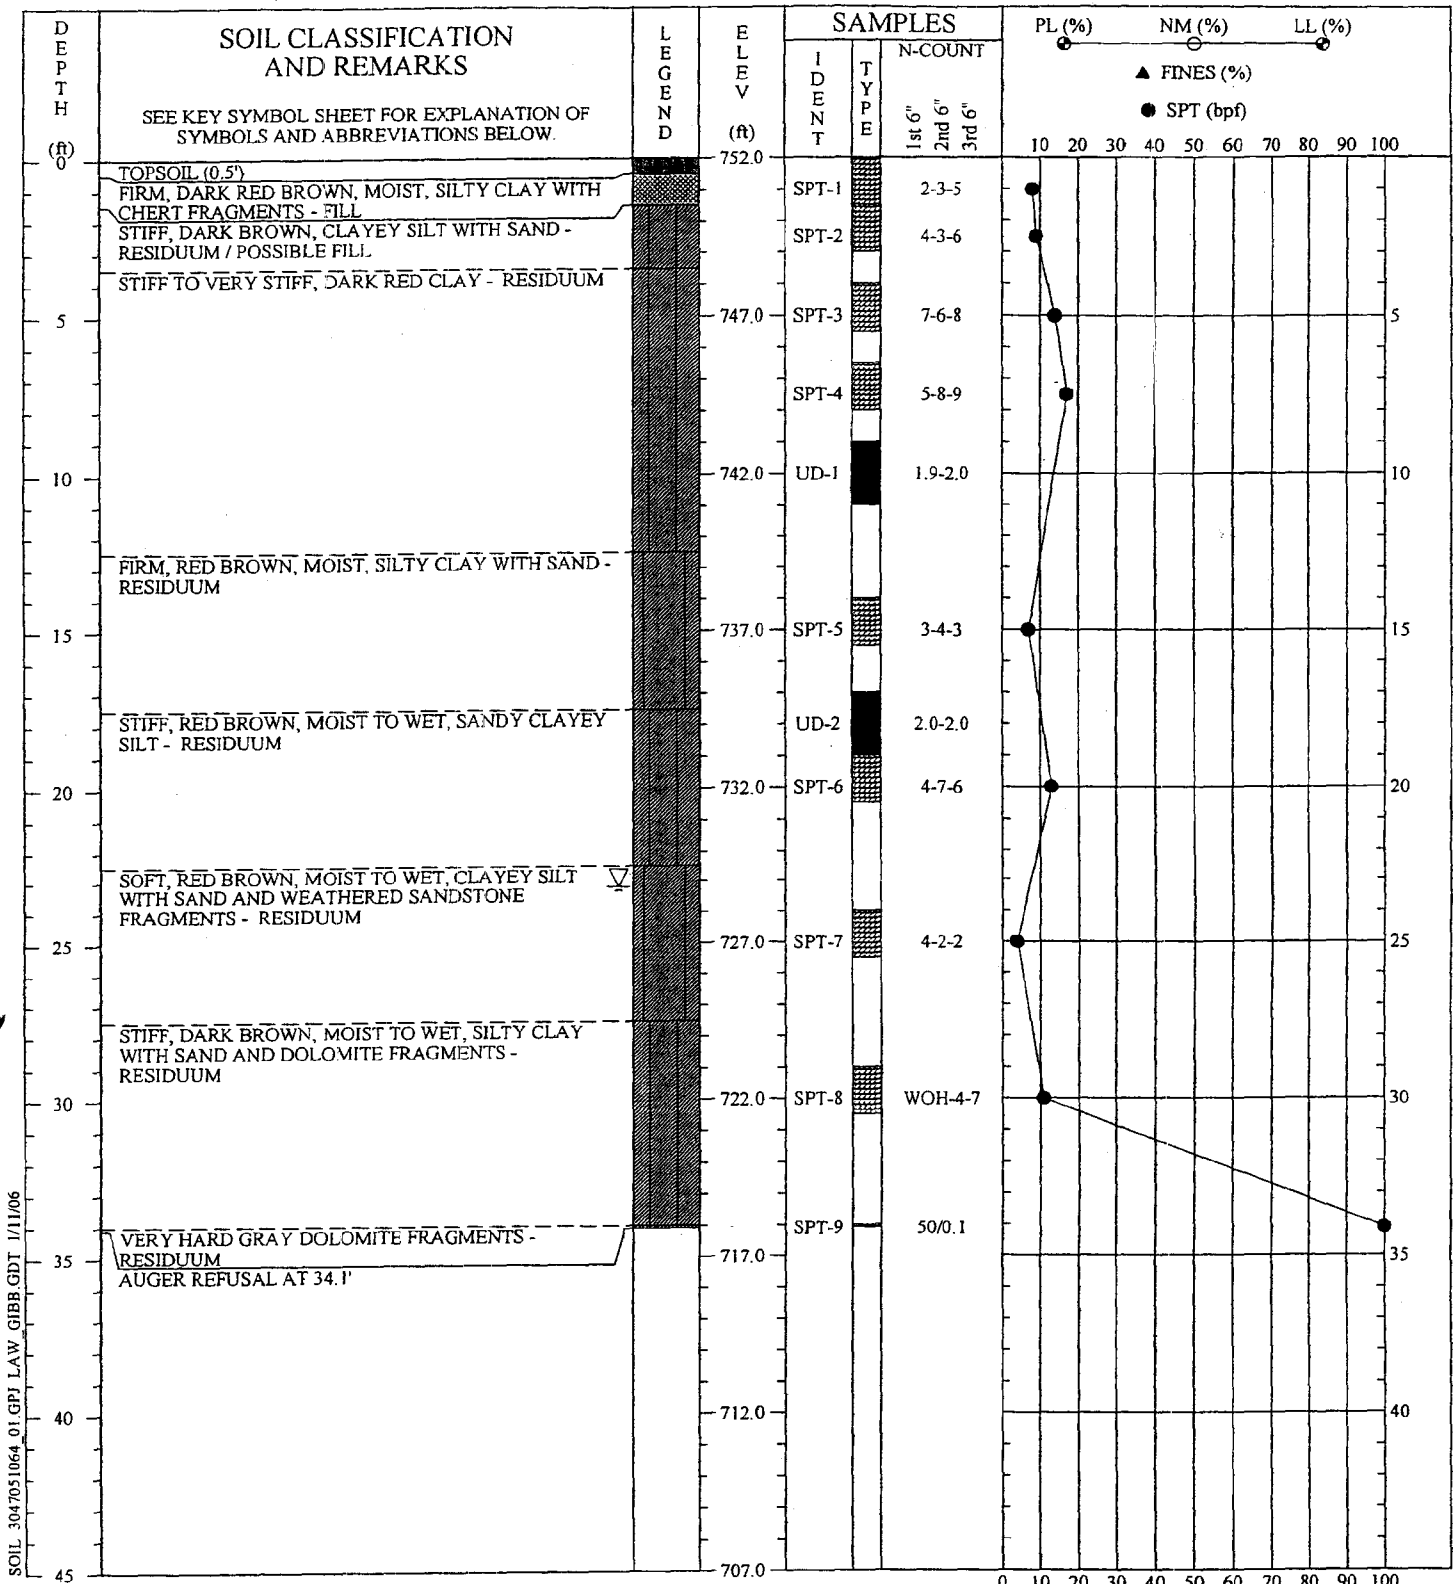 DEPTH
(ft)
SOIL CLASSIFICATION
AND REMARKS
SEE KEY SYMBOL SHEET FOR EXPLANATION OF
SYMBOLS AND ABBREVIATIONS BELOW.
LEGEND
ELEV
(ft)
SAMPLES
IDENT
TYPE
N-COUNT
1st 6"
2nd 6"
3rd 6"
PL (%) NM (%) LL (%)
▲ FINES (%)
● SPT (bpf)
10 20 30 40 50 60 70 80 90 100
0
752.0
TOPSOIL (0.5')
FIRM, DARK RED BROWN, MOIST, SILTY CLAY WITH
CHERT FRAGMENTS - FILL
SPT-1 2-3-5
STIFF, DARK BROWN, CLAYEY SILT WITH SAND -
RESIDUUM / POSSIBLE FILL
SPT-2 4-3-6
STIFF TO VERY STIFF, DARK RED CLAY - RESIDUUM
5 747.0 SPT-3 7-6-8 5
SPT-4 5-8-9
10 742.0 UD-1 1.9-2.0 10
FIRM, RED BROWN, MOIST, SILTY CLAY WITH SAND -
RESIDUUM
15 737.0 SPT-5 3-4-3 15
STIFF, RED BROWN, MOIST TO WET, SANDY CLAYEY
SILT - RESIDUUM
UD-2 2.0-2.0
20 732.0 SPT-6 4-7-6 20
SOFT, RED BROWN, MOIST TO WET, CLAYEY SILT
WITH SAND AND WEATHERED SANDSTONE
FRAGMENTS - RESIDUUM
25 727.0 SPT-7 4-2-2 25
STIFF, DARK BROWN, MOIST TO WET, SILTY CLAY
WITH SAND AND DOLOMITE FRAGMENTS -
RESIDUUM
30 722.0 SPT-8 WOH-4-7 30
VERY HARD GRAY DOLOMITE FRAGMENTS -
RESIDUUM
SPT-9 50/0.1
35 717.0 35
AUGER REFUSAL AT 34.1'
40 712.0 40
45 707.0
0 10 20 30 40 50 60 70 80 90 100
SOIL 3047051064_01.GPJ LAW_GIBB.GDT 1/11/06